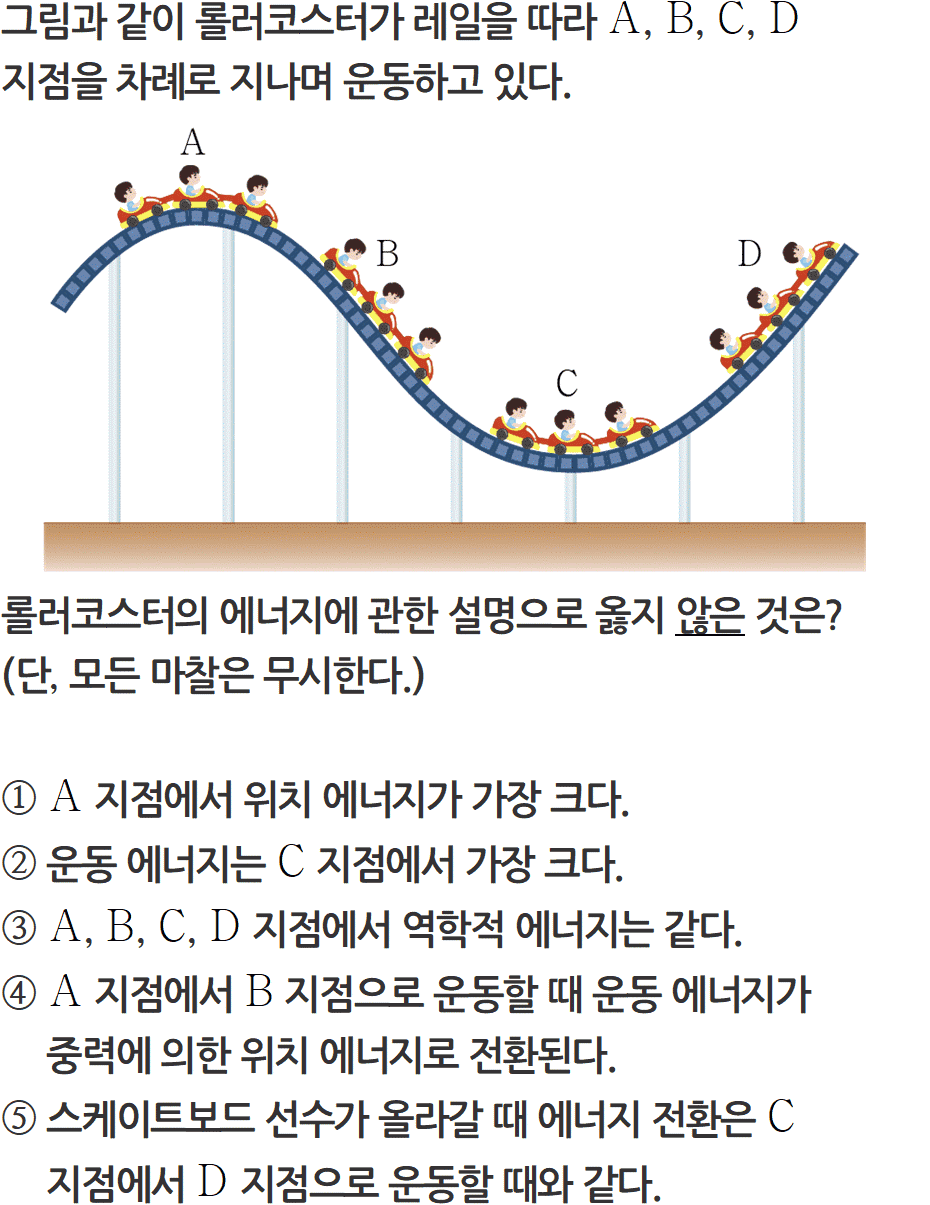 그림과 같이 롤러코스터가 레일을 따라 A, B, C, D
지점을 차례로 지나며 운동하고 있다.
A
B
D
C
롤러코스터의 에너지에 관한 설명으로 옳지 않은 것은?
(단, 모든 마찰은 무시한다.)
① A 지점에서 위치 에너지가 가장 크다.
② 운동 에너지는 C 지점에서 가장 크다.
③ A, B, C, D 지점에서 역학적 에너지는 같다.
④ A 지점에서 B 지점으로 운동할 때 운동 에너지가
중력에 의한 위치 에너지로 전환된다.
⑤ 스케이트보드 선수가 올라갈 때 에너지 전환은 C
지점에서 D 지점으로 운동할 때와 같다.